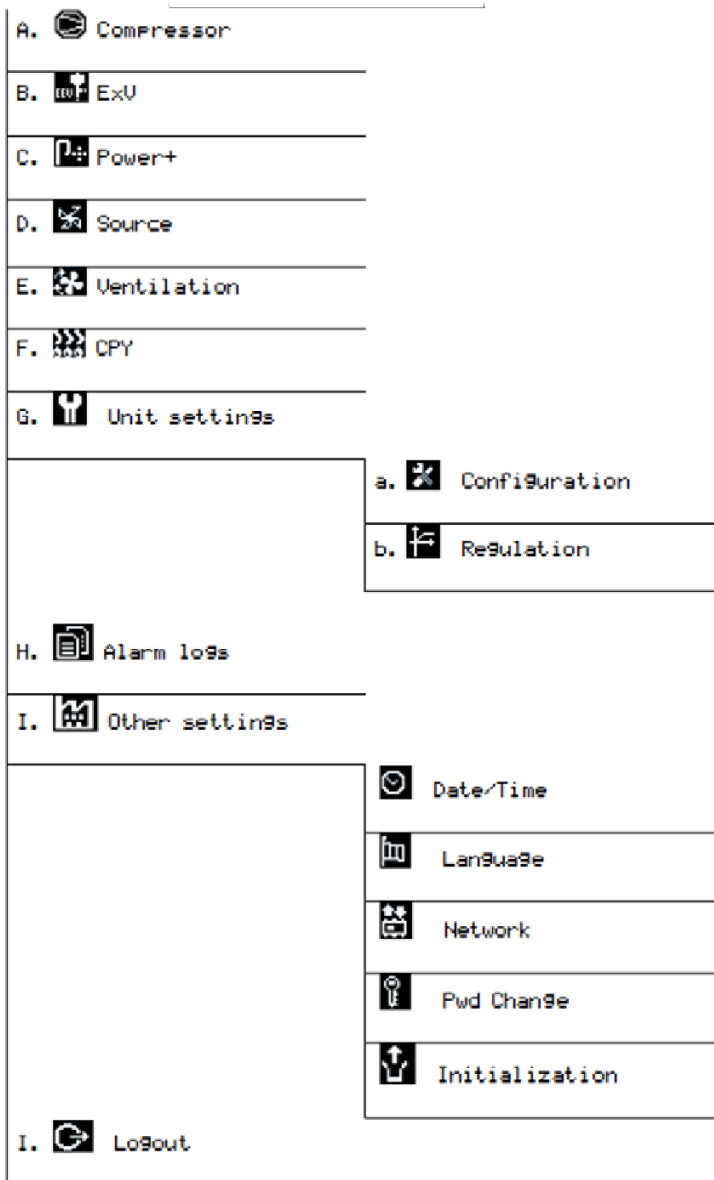 A. Compressor
B. EEV ExV
C. Power+
D. Source
E. Ventilation
F. CPY
G. Unit settings
a. Configuration
b. Regulation
H. Alarm logs
I. Other settings
Date/Time
Language
Network
Pwd Change
Initialization
I. Logout